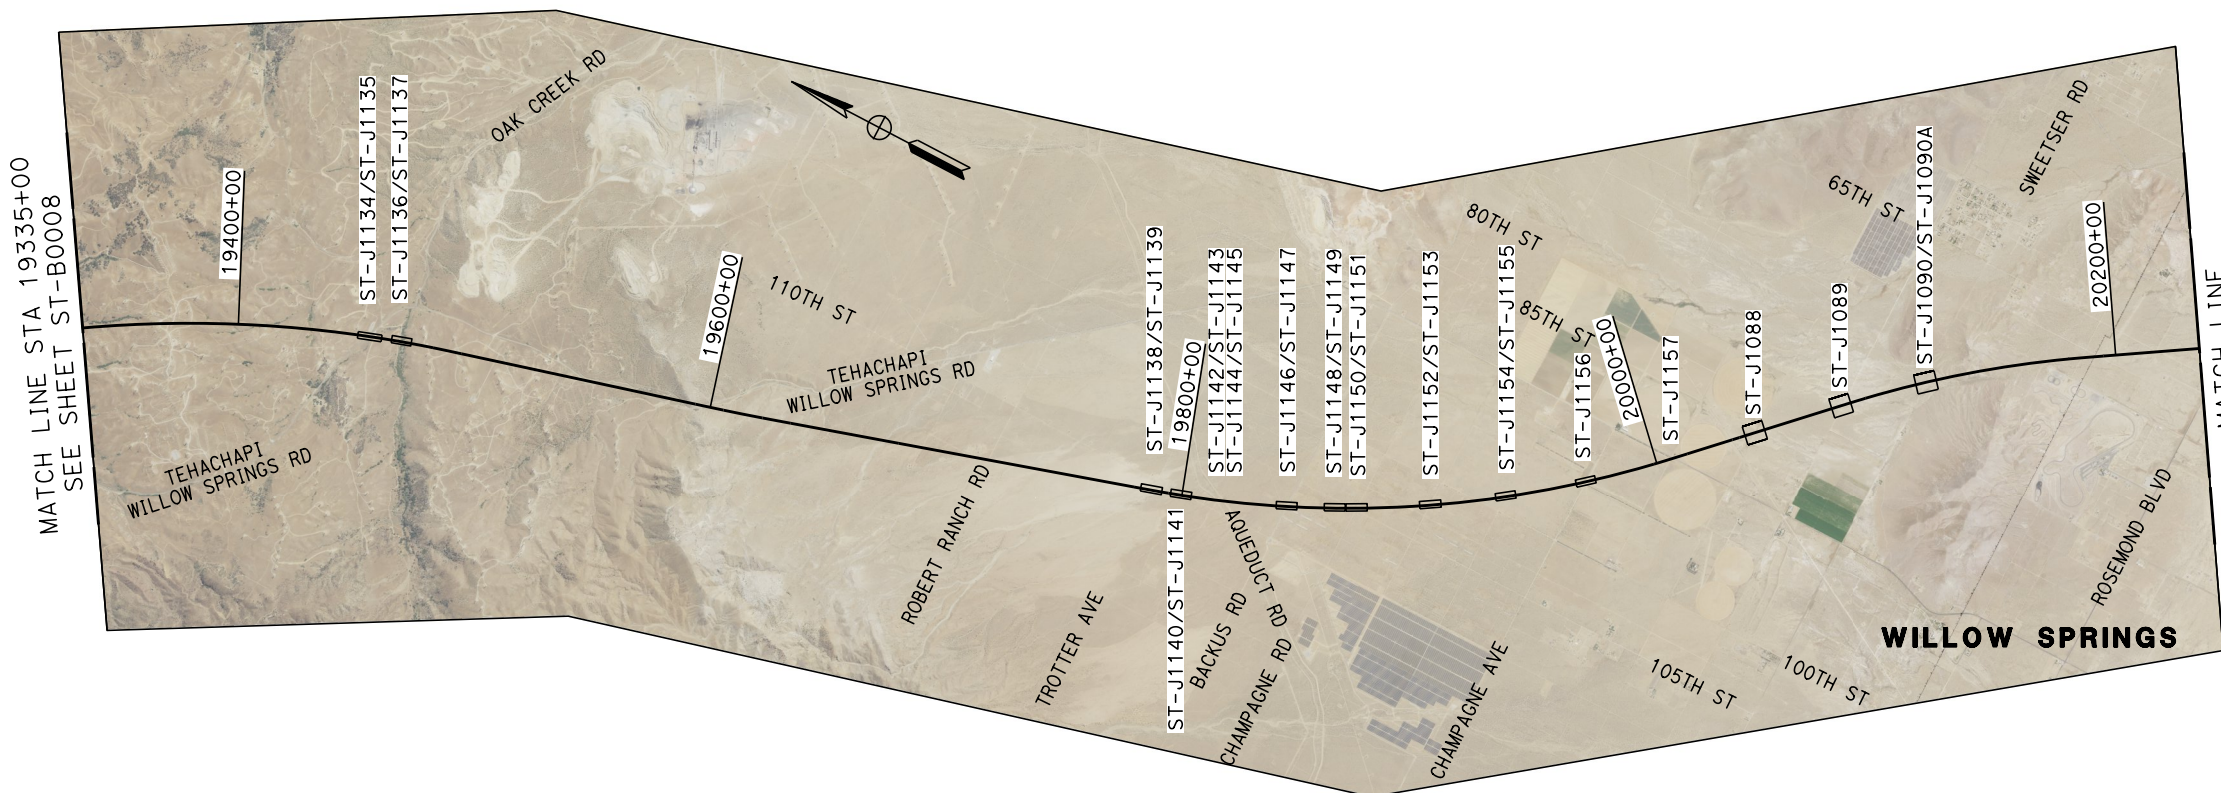 MATCH LINE STA 19335+00
SEE SHEET ST-B0008
19400+00
ST-J1134/ST-J1135
ST-J1136/ST-J1137
OAK CREEK RD
TEHACHAPI
WILLOW SPRINGS RD
19600+00
110TH ST
TEHACHAPI
WILLOW SPRINGS RD
ROBERT RANCH RD
TROTTER AVE
ST-J1138/ST-J1139
ST-J1140/ST-J1141
19800+00
ST-J1142/ST-J1143
ST-J1144/ST-J1145
ST-J1146/ST-J1147
ST-J1148/ST-J1149
ST-J1150/ST-J1151
ST-J1152/ST-J1153
ST-J1154/ST-J1155
AQUEDUCT RD
BACKUS RD
CHAMPAGNE RD
CHAMPAGNE AVE
80TH ST
85TH ST
ST-J1156
20000+00
ST-J1157
ST-J1088
ST-J1089
ST-J1090/ST-J1090A
65TH ST
SWEETSER RD
20200+00
105TH ST
100TH ST
ROSEMOND BLVD
WILLOW SPRINGS
MATCH LINE